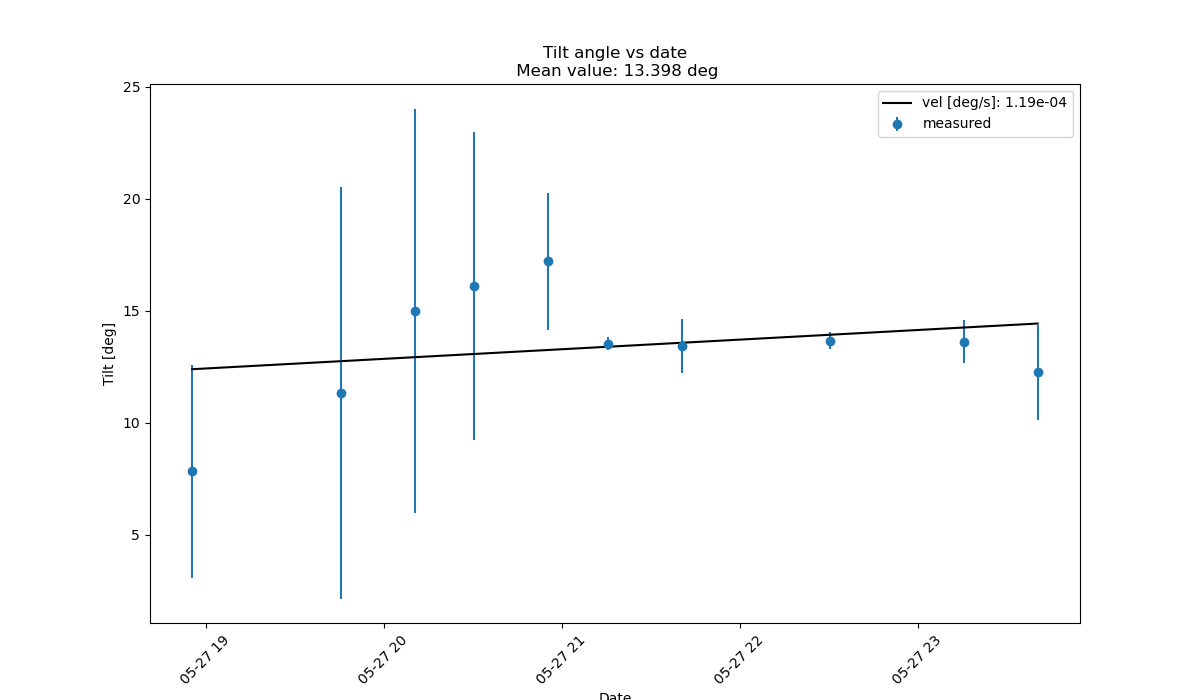 Tilt angle vs date
Mean value: 13.398 deg
vel [deg/s]: 1.19e-04
measured
Tilt [deg]
25
20
15
10
5
05-27 19
05-27 20
05-27 21
05-27 22
05-27 23
Date